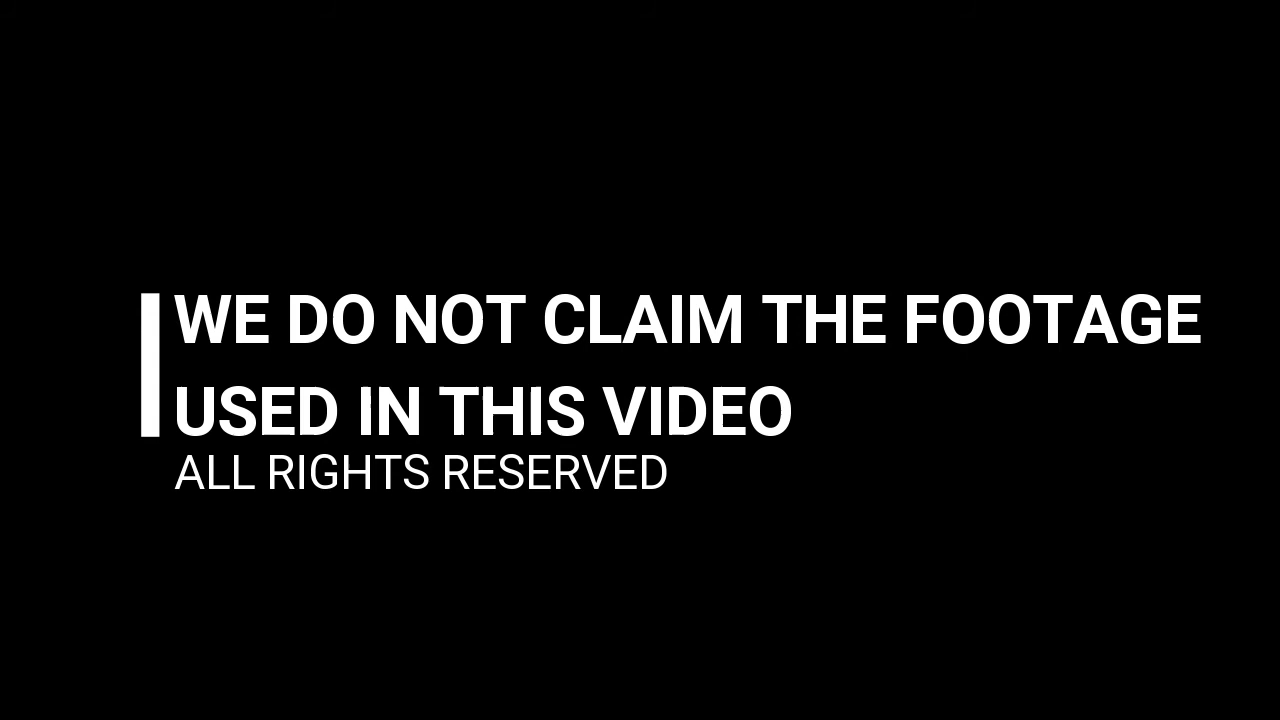 WE DO NOT CLAIM THE FOOTAGE
USED IN THIS VIDEO
ALL RIGHTS RESERVED